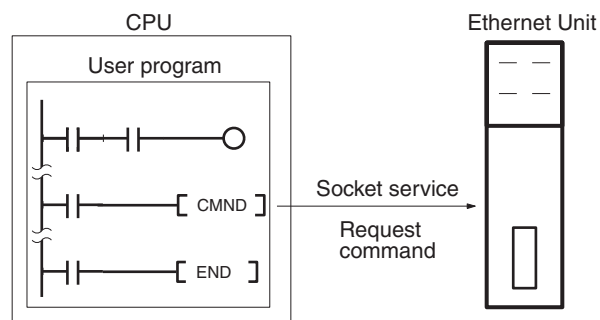 CPU
Ethernet Unit
User program
CMND
Socket service
Request
command
END